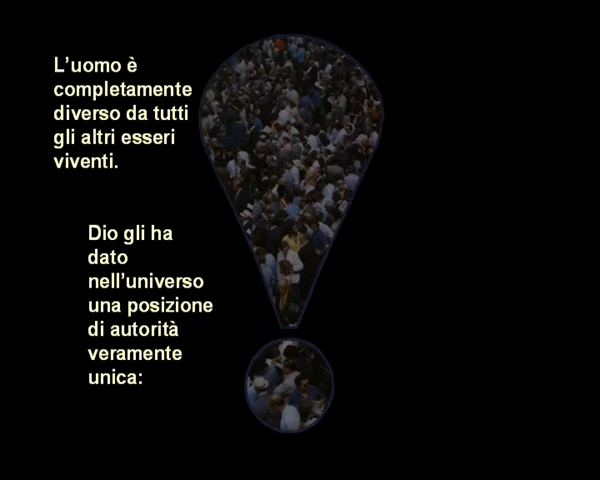 L’uomo è
completamente
diverso da tutti
gli altri esseri
viventi.
Dio gli ha
dato
nell’universo
una posizione
di autorità
veramente
unica: